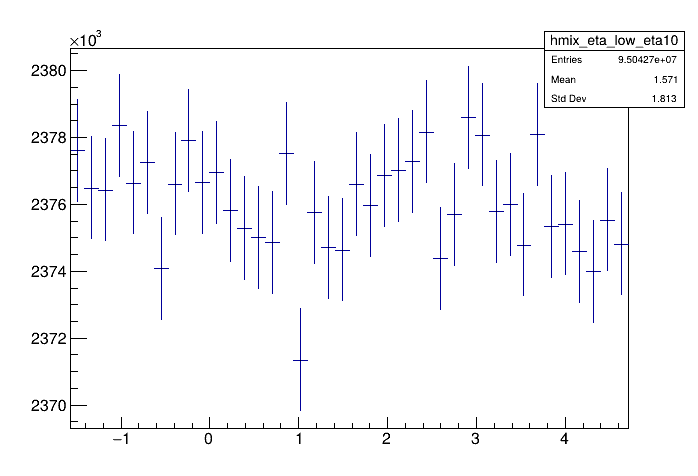 ×10³
hmix_eta_low_eta10
Entries 9.50427e+07
Mean 1.571
Std Dev 1.813
2380
2378
2376
2374
2372
2370
−1 0 1 2 3 4